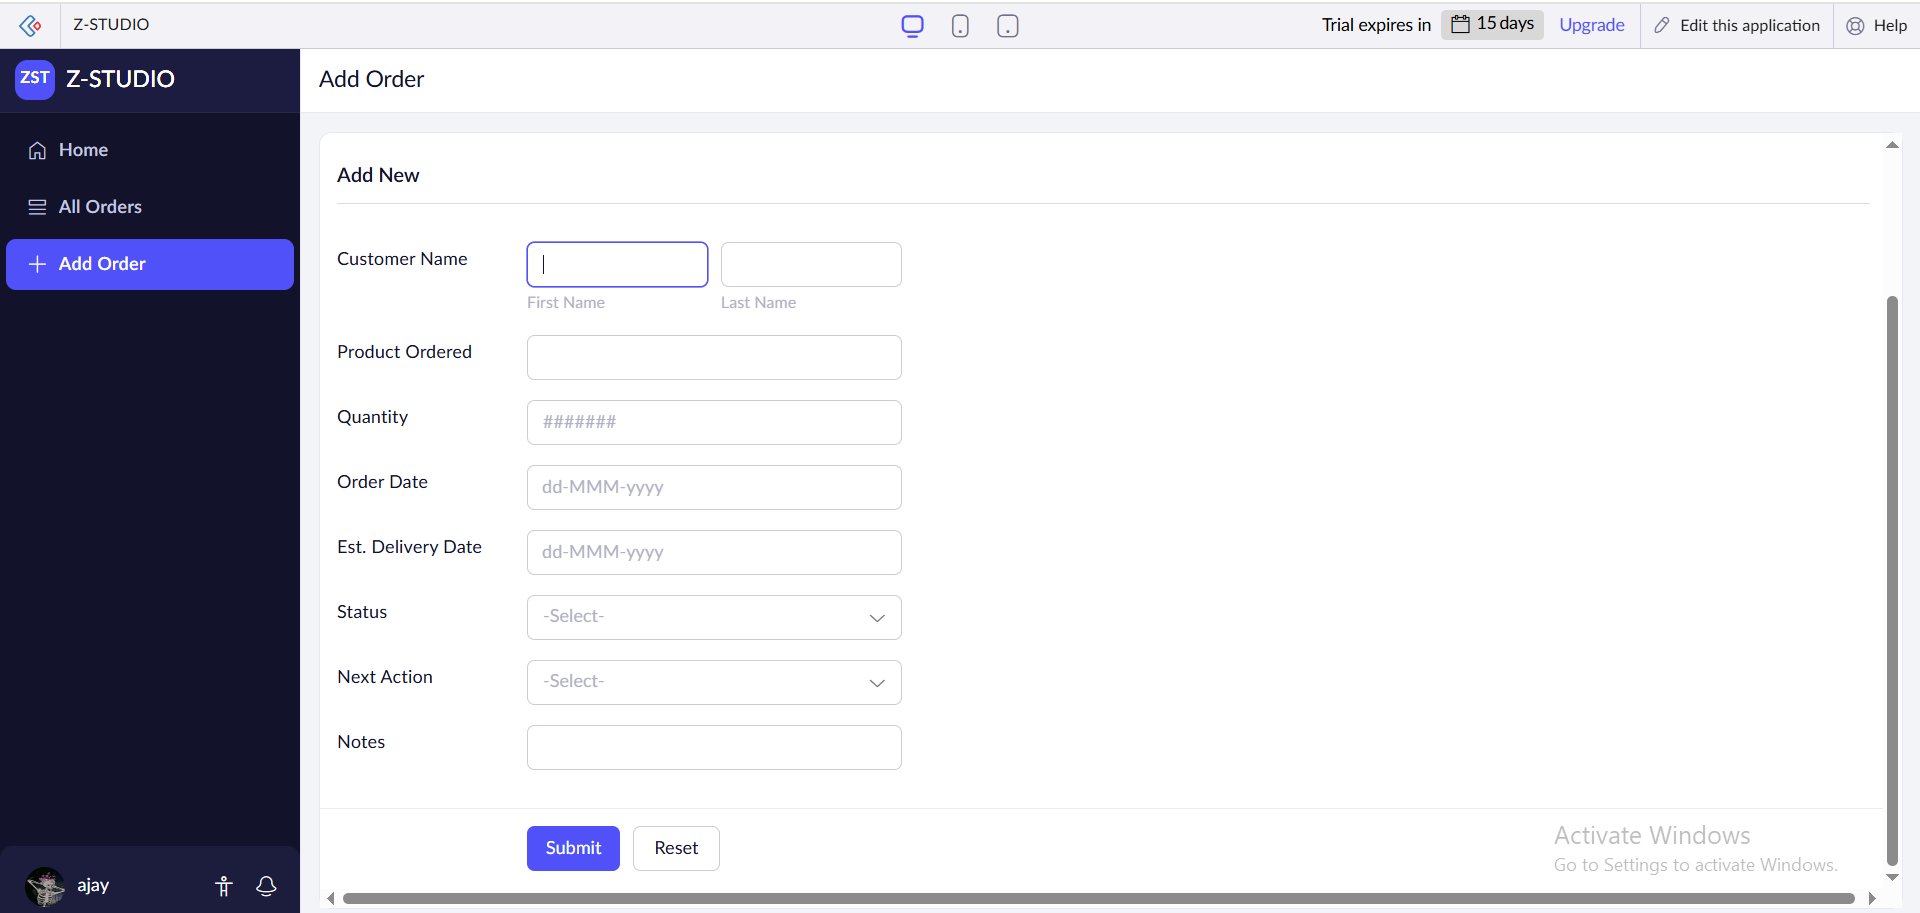 Z-STUDIO
Trial expires in 15 days Upgrade Edit this application Help
ZST Z-STUDIO
Add Order
Home
All Orders
Add Order
Add New
Customer Name
First Name Last Name
Product Ordered
Quantity #######
Order Date dd-MMM-yyyy
Est. Delivery Date dd-MMM-yyyy
Status -Select-
Next Action -Select-
Notes
Submit Reset
Activate Windows
Go to Settings to activate Windows.
ajay